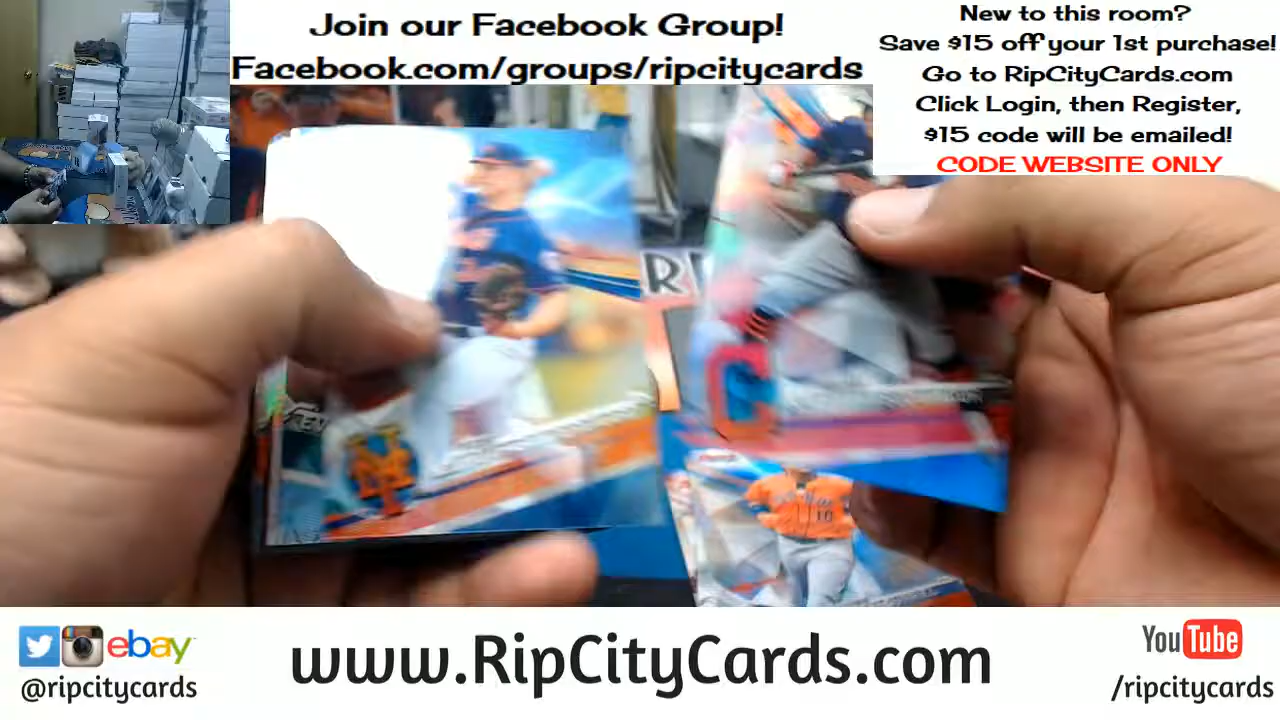 Join our Facebook Group!
Facebook.com/groups/ripcitycards
New to this room?
Save $15 off your 1st purchase!
Go to RipCityCards.com
Click Login, then Register,
$15 code will be emailed!
CODE WEBSITE ONLY
R
C
NY
10
ebay
@ripcitycards
www.RipCityCards.com
YouTube
/ripcitycards